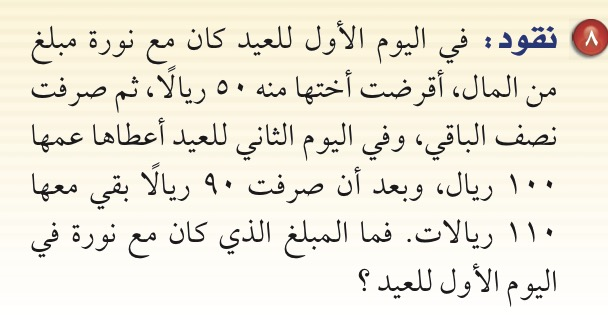 ٨ نقود: في اليوم الأول للعيد كان مع نورة مبلغ
من المال، أقرضت أختها منه ٥٠ ريالًا، ثم صرفت
نصف الباقي، وفي اليوم الثاني للعيد أعطاها عمها
١٠٠ ريال، وبعد أن صرفت ٩٠ ريالًا بقي معها
١١٠ ريالات. فما المبلغ الذي كان مع نورة في
اليوم الأول للعيد؟